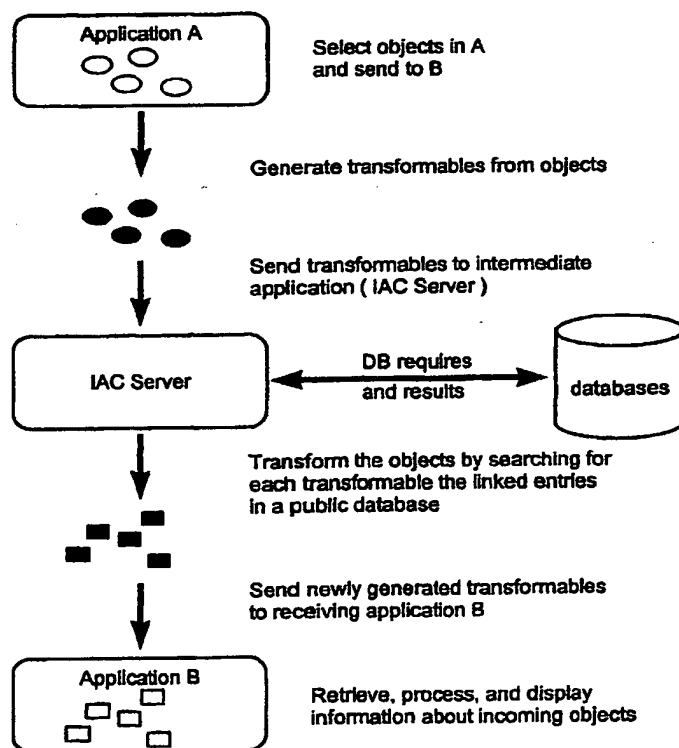 Application A
Select objects in A
and send to B
Generate transformables from objects
Send transformables to intermediate
application ( IAC Server )
IAC Server
DB requires
and results
databases
Transform the objects by searching for
each transformable the linked entries
in a public database
Send newly generated transformables
to receiving application B
Application B
Retrieve, process, and display
information about incoming objects